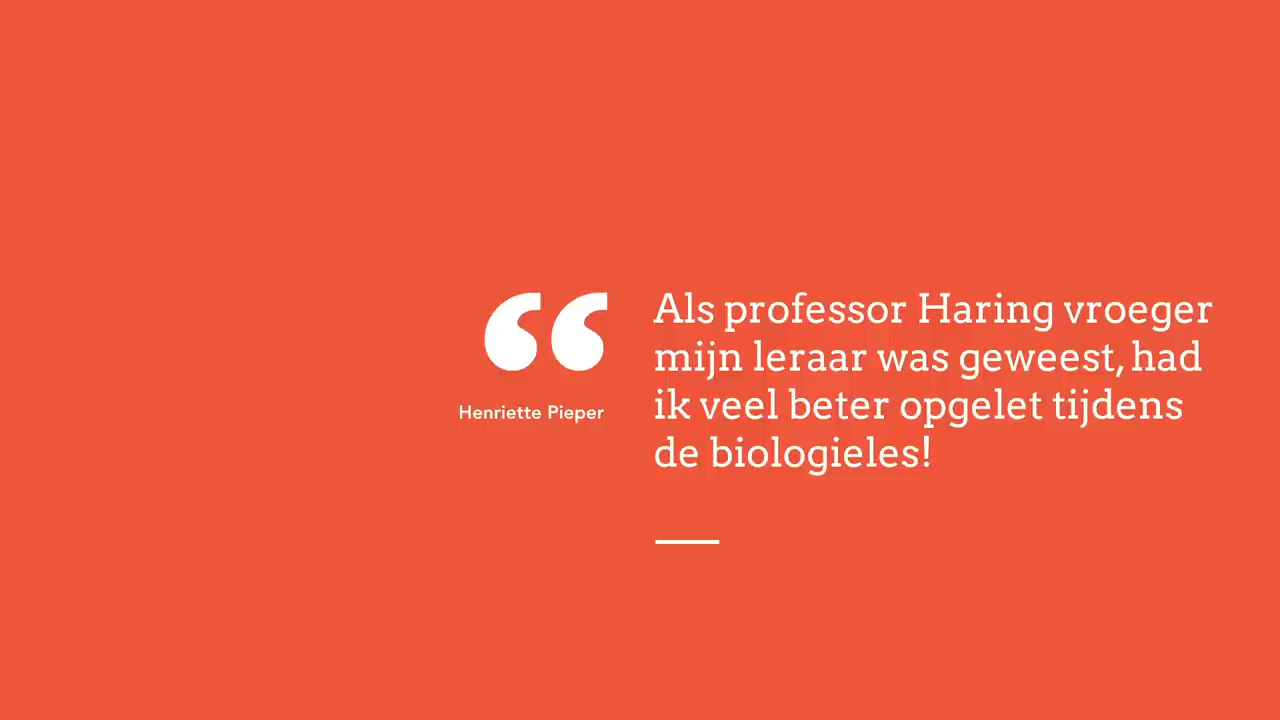 “
Henriette Pieper
Als professor Haring vroeger
mijn leraar was geweest, had
ik veel beter opgelet tijdens
de biologieles!